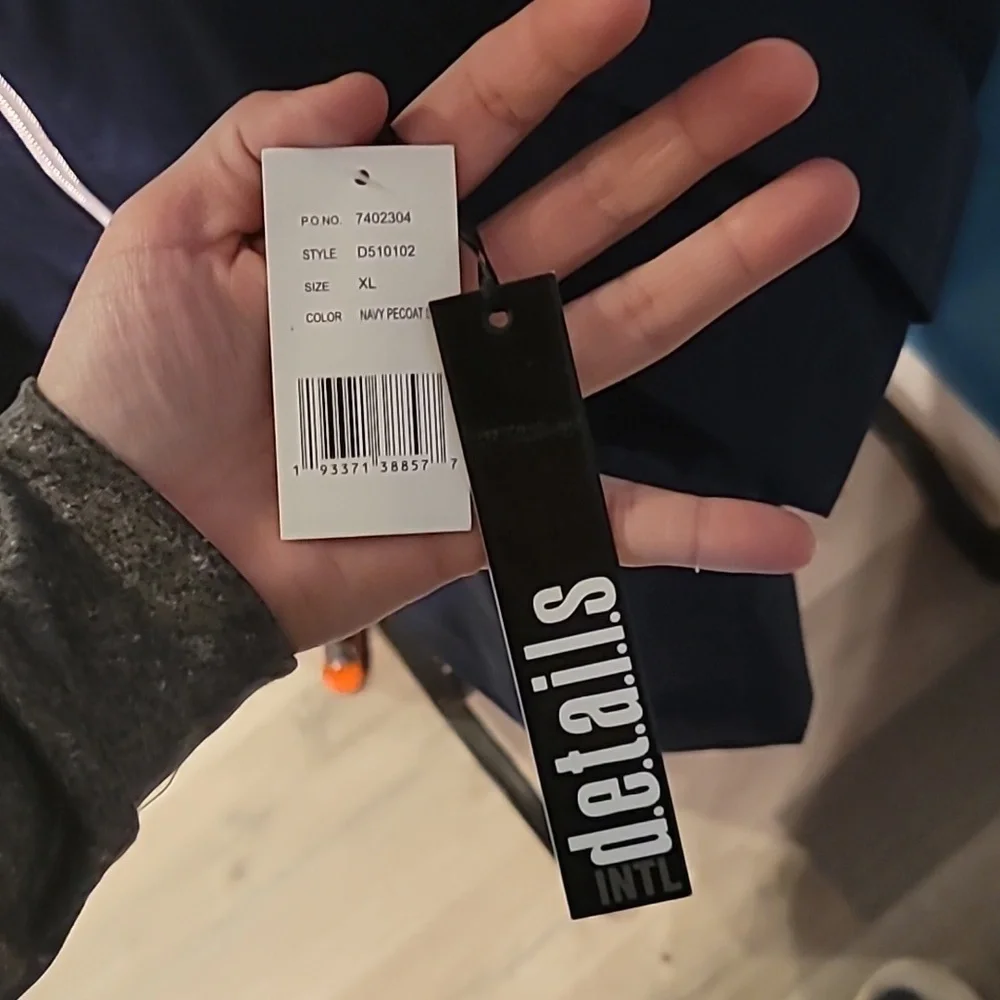 P.O NO. 7402304
STYLE D510102
SIZE XL
COLOR NAVY PECOAT
1 93371 38857 7
d.e.t.a.i.l.s
INTL